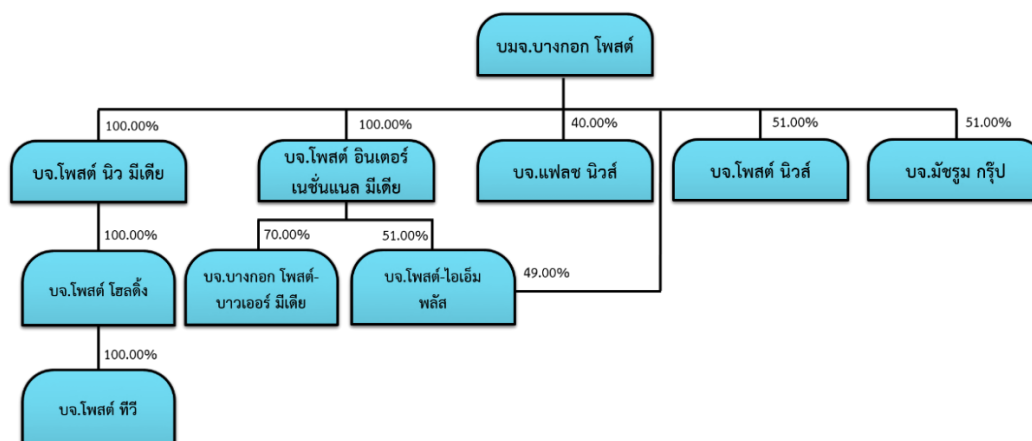 บมจ.บางกอก โพสต์
100.00%
100.00%
40.00%
51.00%
51.00%
บจ.โพสต์ นิว มีเดีย
บจ.โพสต์ อินเตอร์
เนชั่นแนล มีเดีย
บจ.แฟลช นิวส์
บจ.โพสต์ นิวส์
บจ.มัชรูม กรุ๊ป
100.00%
70.00%
51.00%
49.00%
บจ.โพสต์ โฮลดิ้ง
บจ.บางกอก โพสต์-
บาวเออร์ มีเดีย
บจ.โพสต์-ไอเอ็ม
พลัส
100.00%
บจ.โพสต์ ทีวี